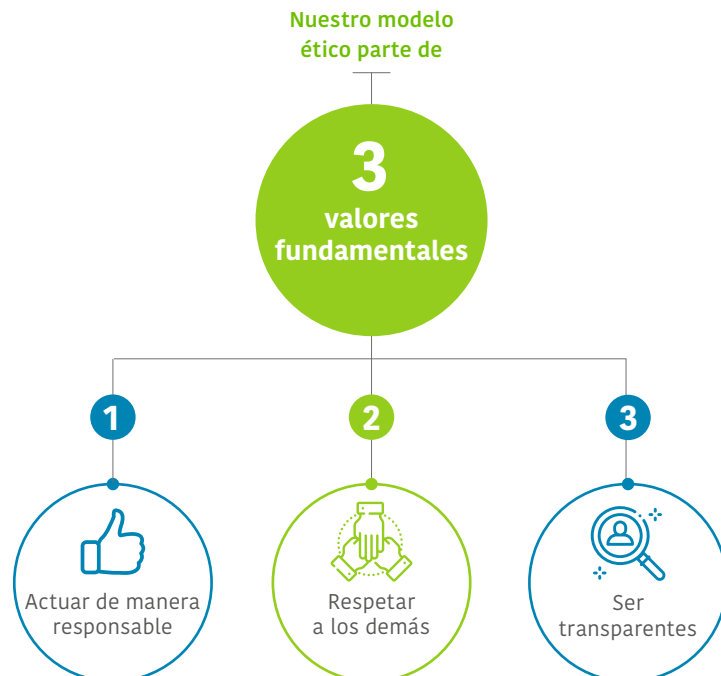 Nuestro modelo
ético parte de
3
valores
fundamentales
1
2
3
Actuar de manera
responsable
Respetar
a los demás
Ser
transparentes